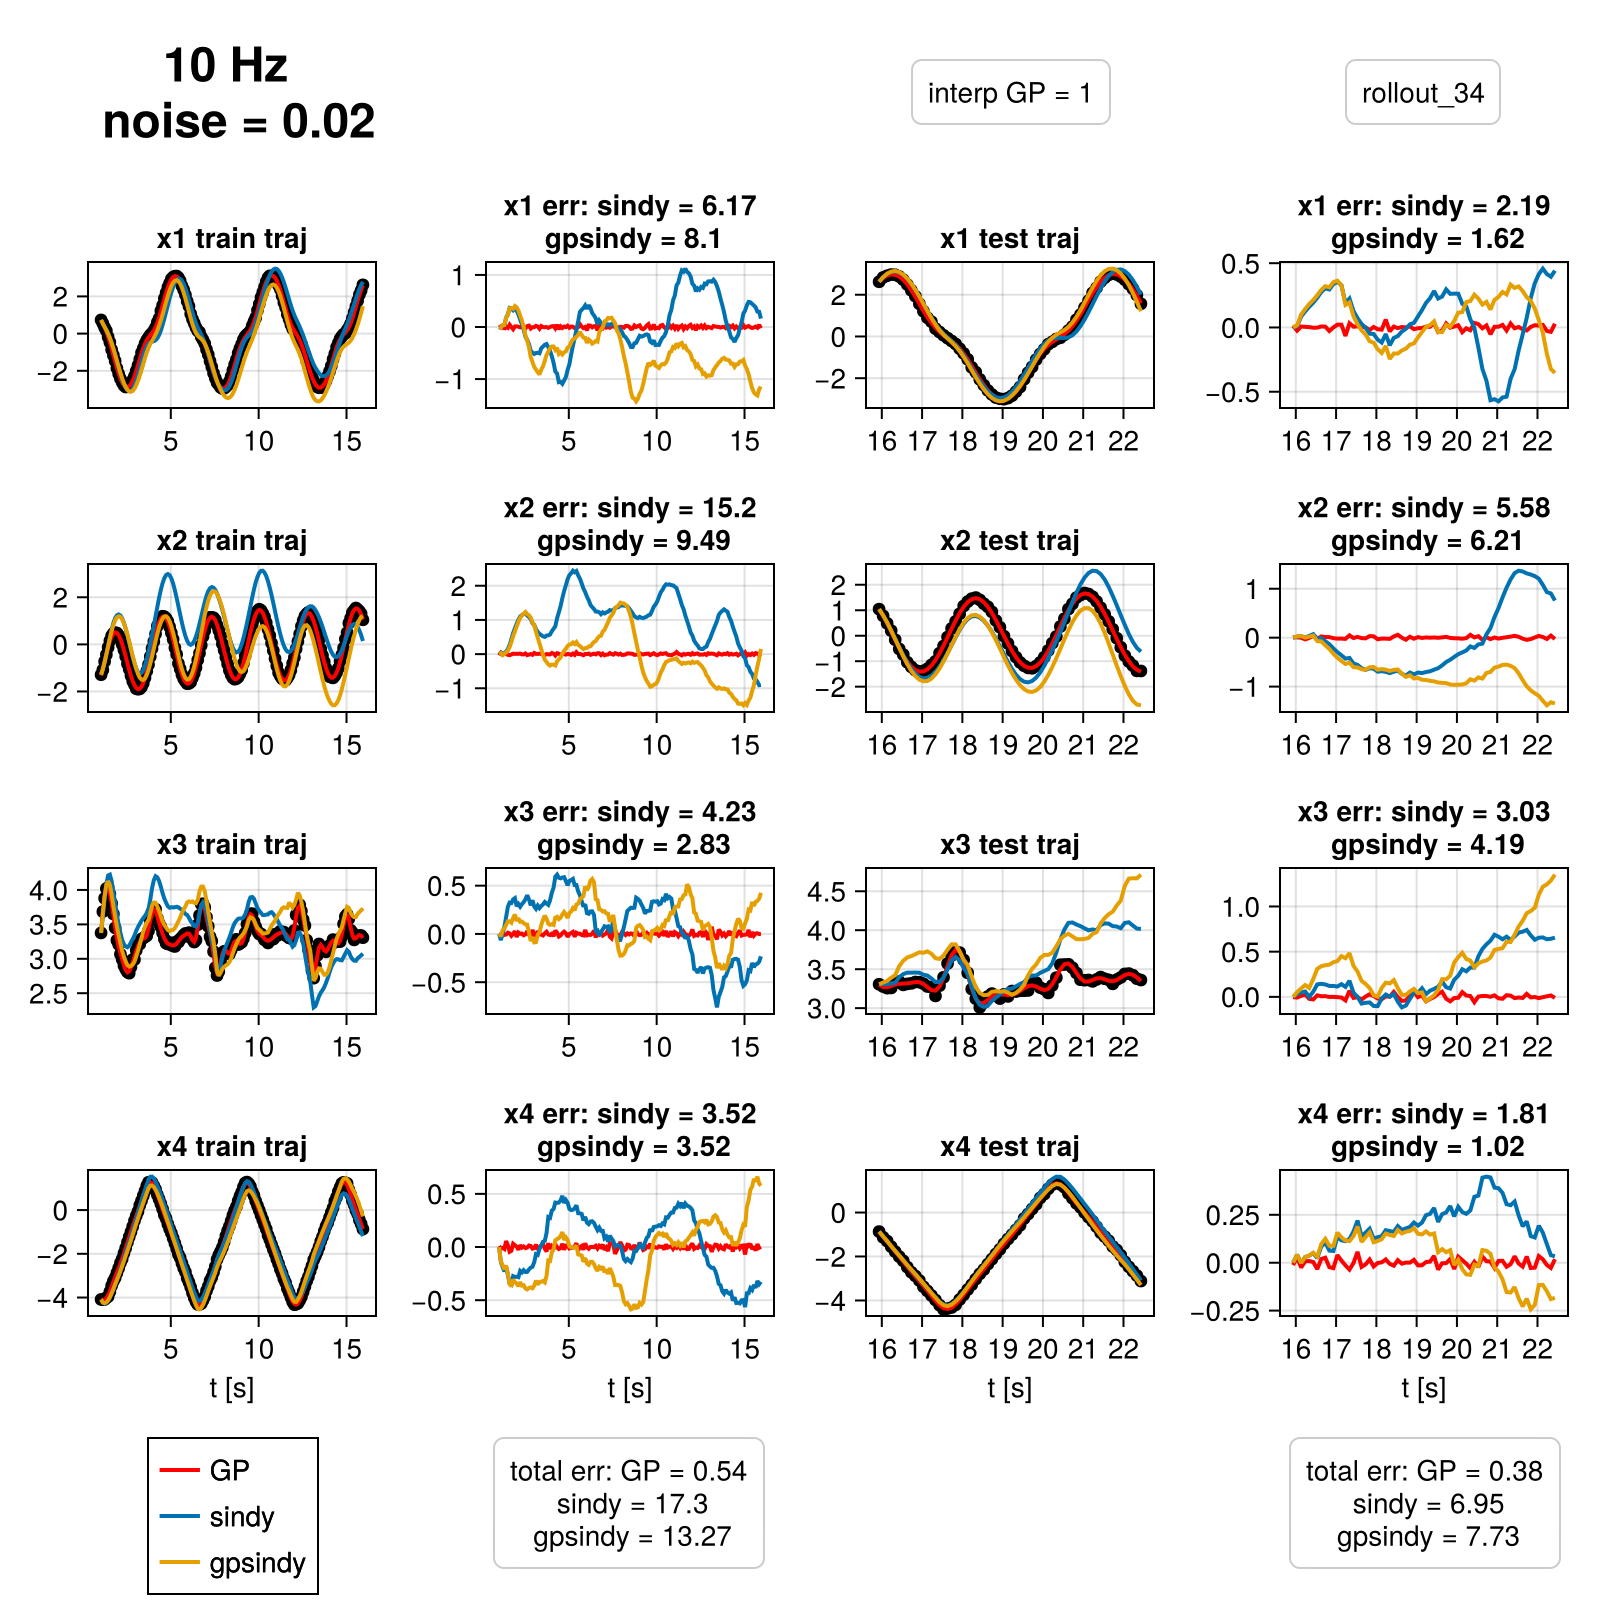 10 Hz
noise = 0.02
interp GP = 1
rollout_34
x1 train traj
2
0
−2
5
10
15
x1 err: sindy = 6.17
gpsindy = 8.1
1
0
−1
5
10
15
x1 test traj
2
0
−2
16 17 18 19 20 21 22
x1 err: sindy = 2.19
gpsindy = 1.62
0.5
0.0
−0.5
16 17 18 19 20 21 22
x2 train traj
2
0
−2
5
10
15
x2 err: sindy = 15.2
gpsindy = 9.49
2
1
0
−1
5
10
15
x2 test traj
2
1
0
−1
−2
16 17 18 19 20 21 22
x2 err: sindy = 5.58
gpsindy = 6.21
1
0
−1
16 17 18 19 20 21 22
x3 train traj
4.0
3.5
3.0
2.5
5
10
15
x3 err: sindy = 4.23
gpsindy = 2.83
0.5
0.0
−0.5
5
10
15
x3 test traj
4.5
4.0
3.5
3.0
16 17 18 19 20 21 22
x3 err: sindy = 3.03
gpsindy = 4.19
1.0
0.5
0.0
16 17 18 19 20 21 22
x4 train traj
0
−2
−4
5
10
15
t [s]
x4 err: sindy = 3.52
gpsindy = 3.52
0.5
0.0
−0.5
5
10
15
t [s]
x4 test traj
0
−2
−4
16 17 18 19 20 21 22
t [s]
x4 err: sindy = 1.81
gpsindy = 1.02
0.25
0.00
−0.25
16 17 18 19 20 21 22
t [s]
GP
sindy
gpsindy
total err: GP = 0.54
sindy = 17.3
gpsindy = 13.27
total err: GP = 0.38
sindy = 6.95
gpsindy = 7.73